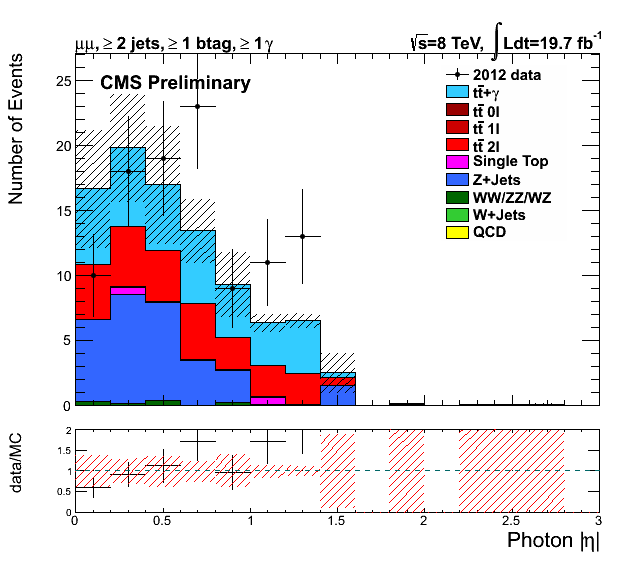 μμ, ≥ 2 jets, ≥ 1 btag, ≥ 1γ
√s=8 TeV, ∫Ldt=19.7 fb⁻¹
CMS Preliminary
2012 data
tt̄+γ
tt̄ 0l
tt̄ 1l
tt̄ 2l
Single Top
Z+Jets
WW/ZZ/WZ
W+Jets
QCD
Number of Events
25
20
15
10
5
0
data/MC
2
1.5
1
0.5
0
0 0.5 1 1.5 2 2.5 3
Photon |η|